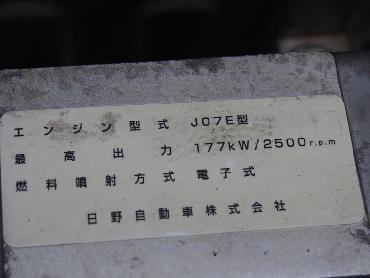 エンジン型式 J07E型
最高出力 177kW/2500r.p.m
燃料噴射方式 電子式
日野自動車株式会社